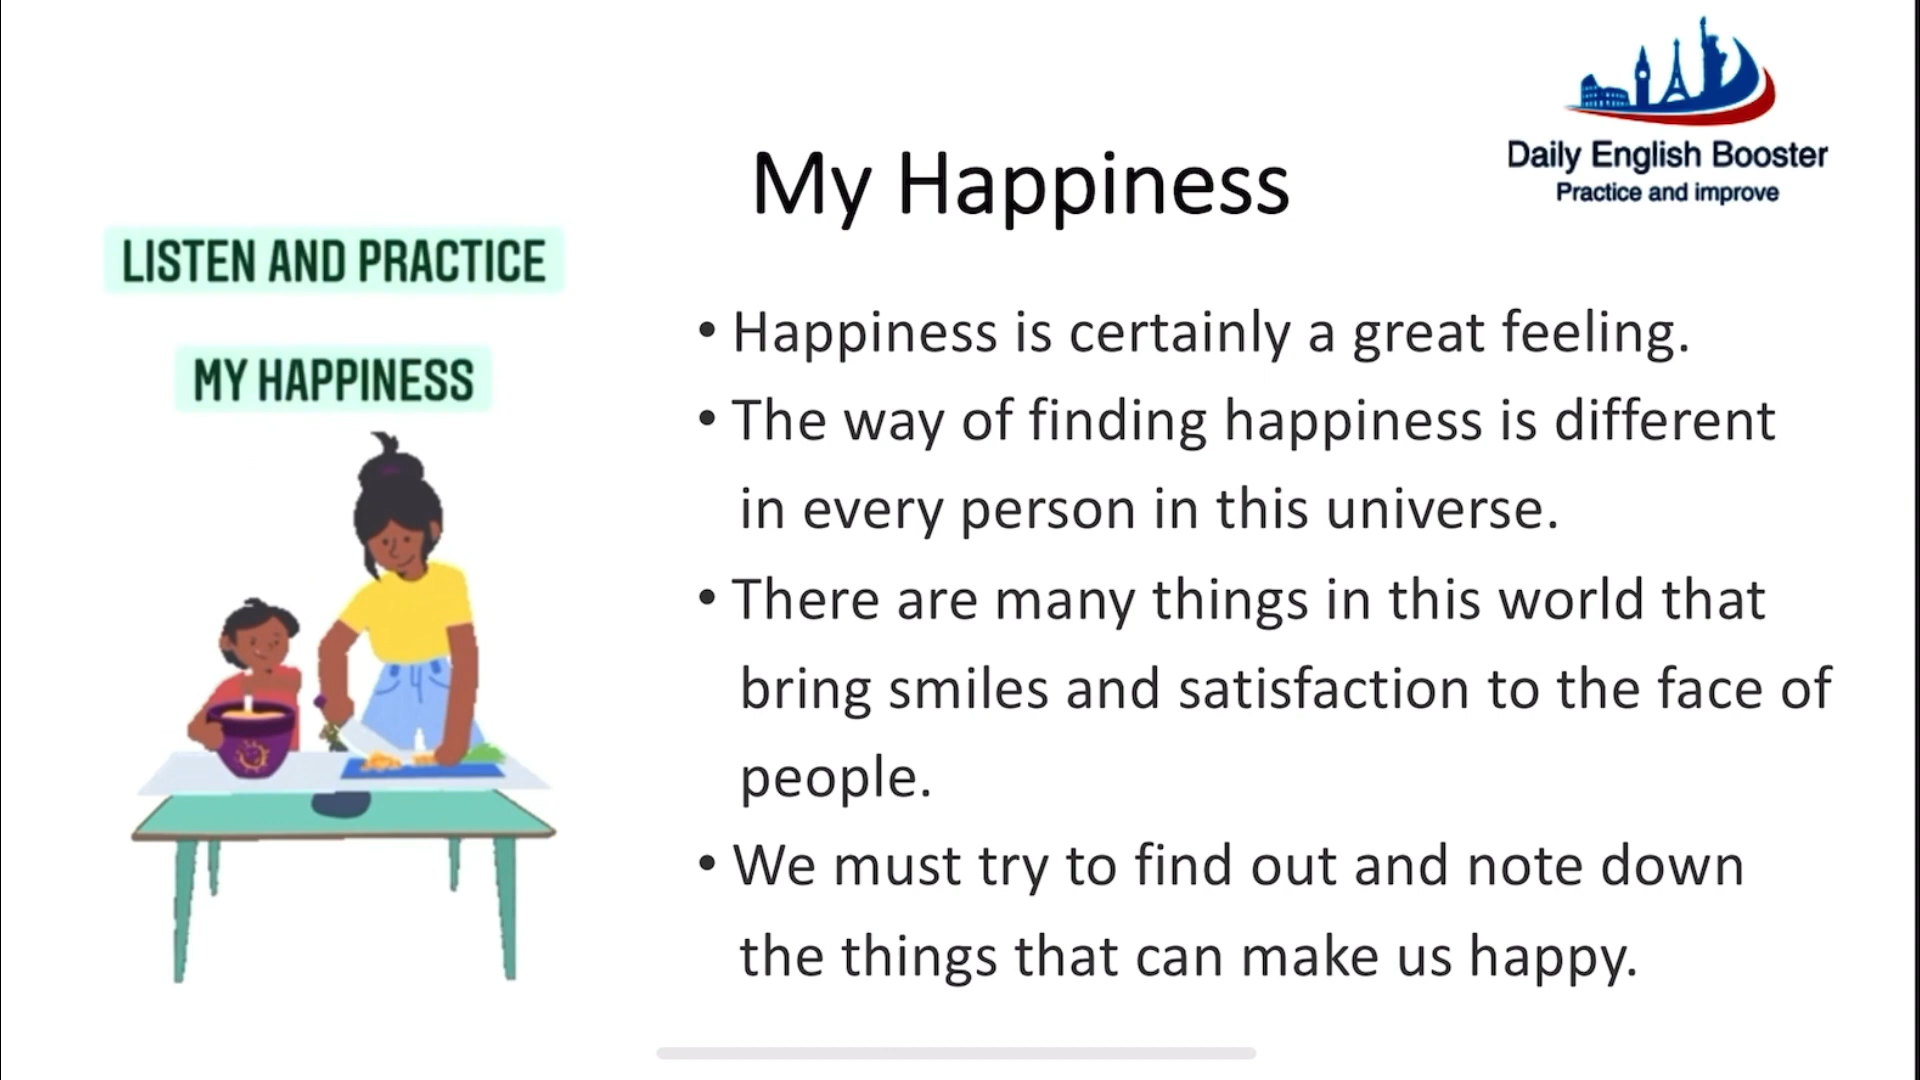 Daily English Booster
Practice and improve
My Happiness
LISTEN AND PRACTICE
MY HAPPINESS
• Happiness is certainly a great feeling.
• The way of finding happiness is different
in every person in this universe.
• There are many things in this world that
bring smiles and satisfaction to the face of
people.
• We must try to find out and note down
the things that can make us happy.